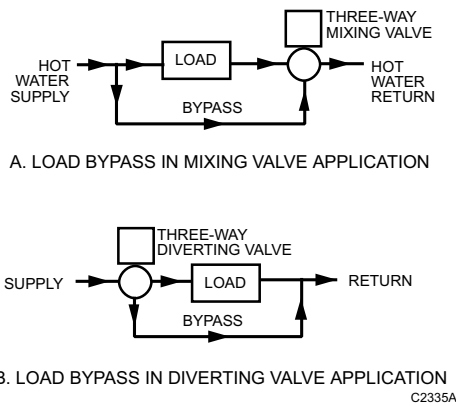 THREE-WAY
MIXING VALVE
HOT
WATER
SUPPLY
LOAD
HOT
WATER
RETURN
BYPASS
A. LOAD BYPASS IN MIXING VALVE APPLICATION
THREE-WAY
DIVERTING VALVE
SUPPLY
LOAD
RETURN
BYPASS
B. LOAD BYPASS IN DIVERTING VALVE APPLICATION
C2335A